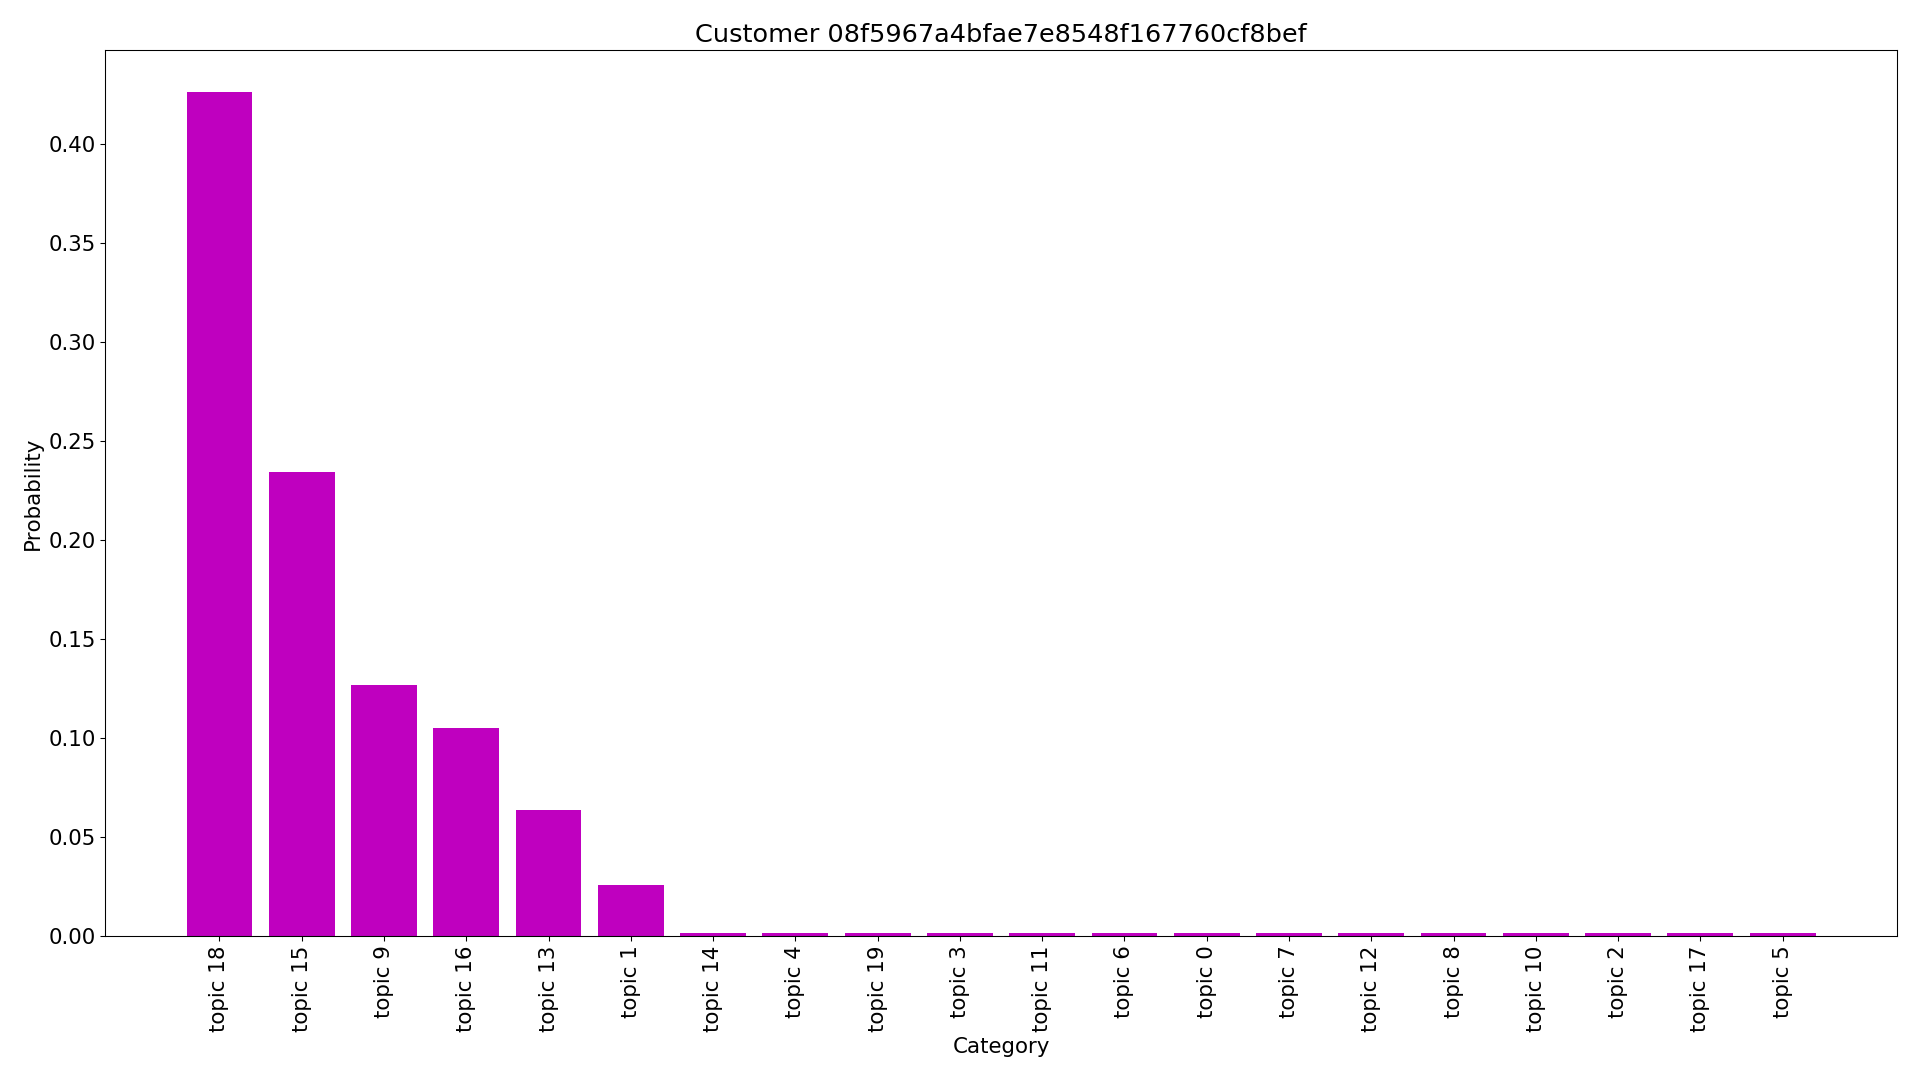 Customer 08f5967a4bfae7e8548f167760cf8bef
Probability
0.40
0.35
0.30
0.25
0.20
0.15
0.10
0.05
0.00
topic 18
topic 15
topic 9
topic 16
topic 13
topic 1
topic 14
topic 4
topic 19
topic 3
topic 11
topic 6
topic 0
topic 7
topic 12
topic 8
topic 10
topic 2
topic 17
topic 5
Category